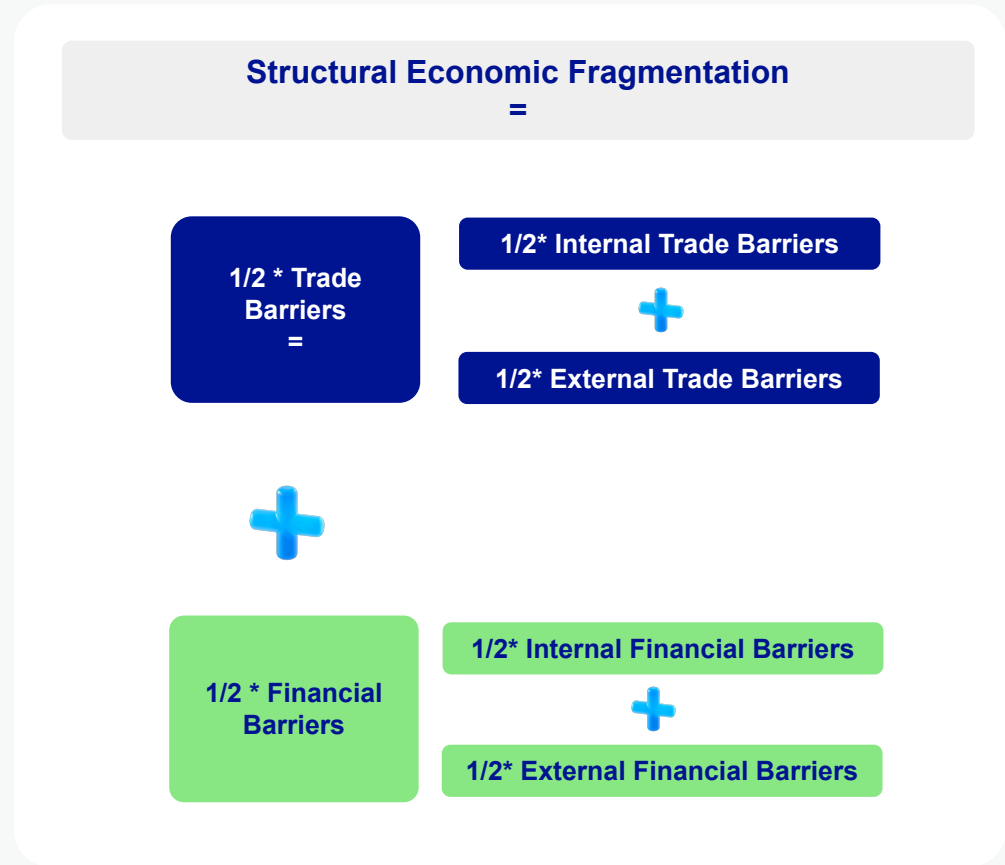 Structural Economic Fragmentation
=
1/2 * Trade
Barriers
=
1/2* Internal Trade Barriers
1/2* External Trade Barriers
1/2 * Financial
Barriers
1/2* Internal Financial Barriers
1/2* External Financial Barriers